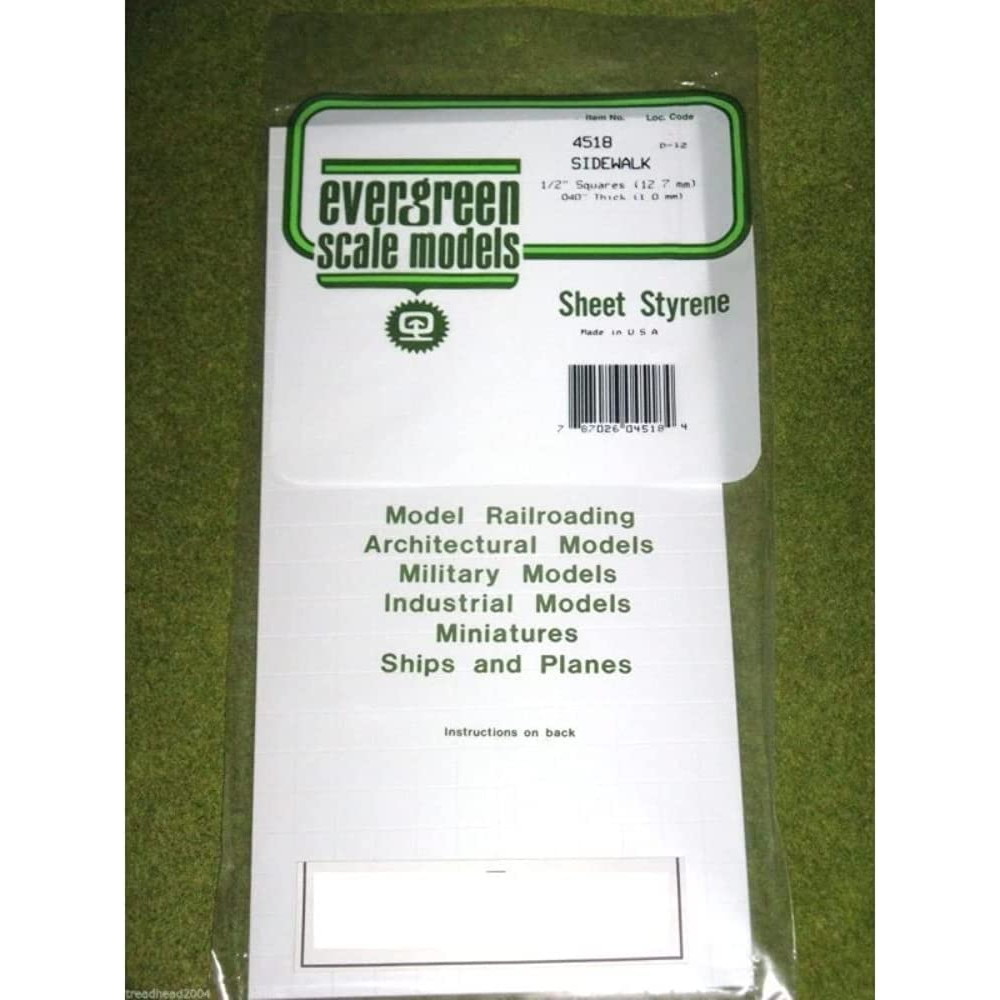 Item No. Loc. Code
4518 D-12
SIDEWALK
1/2" Squares (12 7 mm)
.040" Thick (1 0 mm)
evergreen
scale models
Sheet Styrene
Made in U S A
7 87026 04518 4
Model Railroading
Architectural Models
Military Models
Industrial Models
Miniatures
Ships and Planes
Instructions on back
treadhead2004